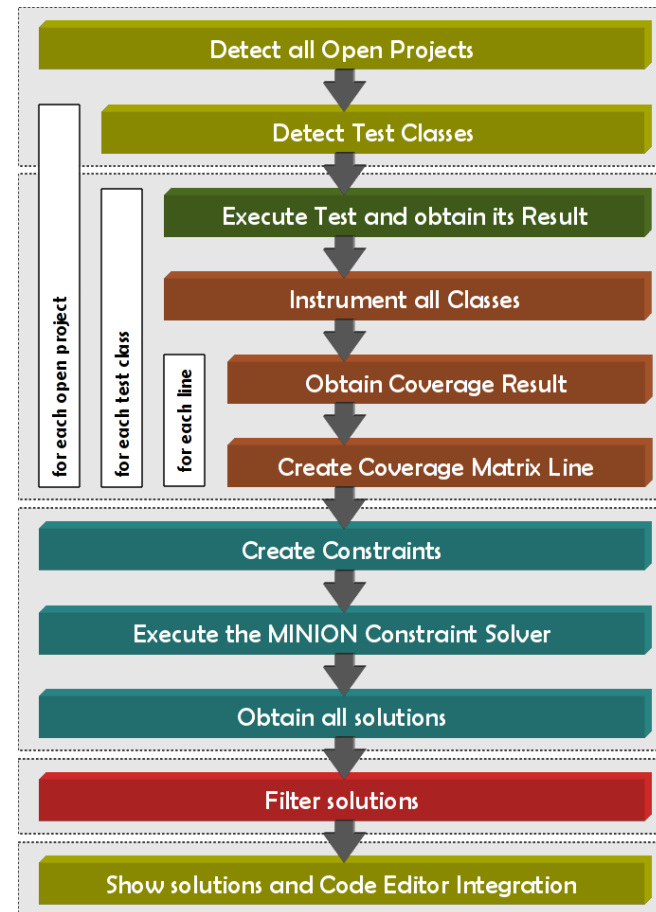 Detect all Open Projects
Detect Test Classes
for each open project
for each test class
Execute Test and obtain its Result
Instrument all Classes
for each line
Obtain Coverage Result
Create Coverage Matrix Line
Create Constraints
Execute the MINION Constraint Solver
Obtain all solutions
Filter solutions
Show solutions and Code Editor Integration